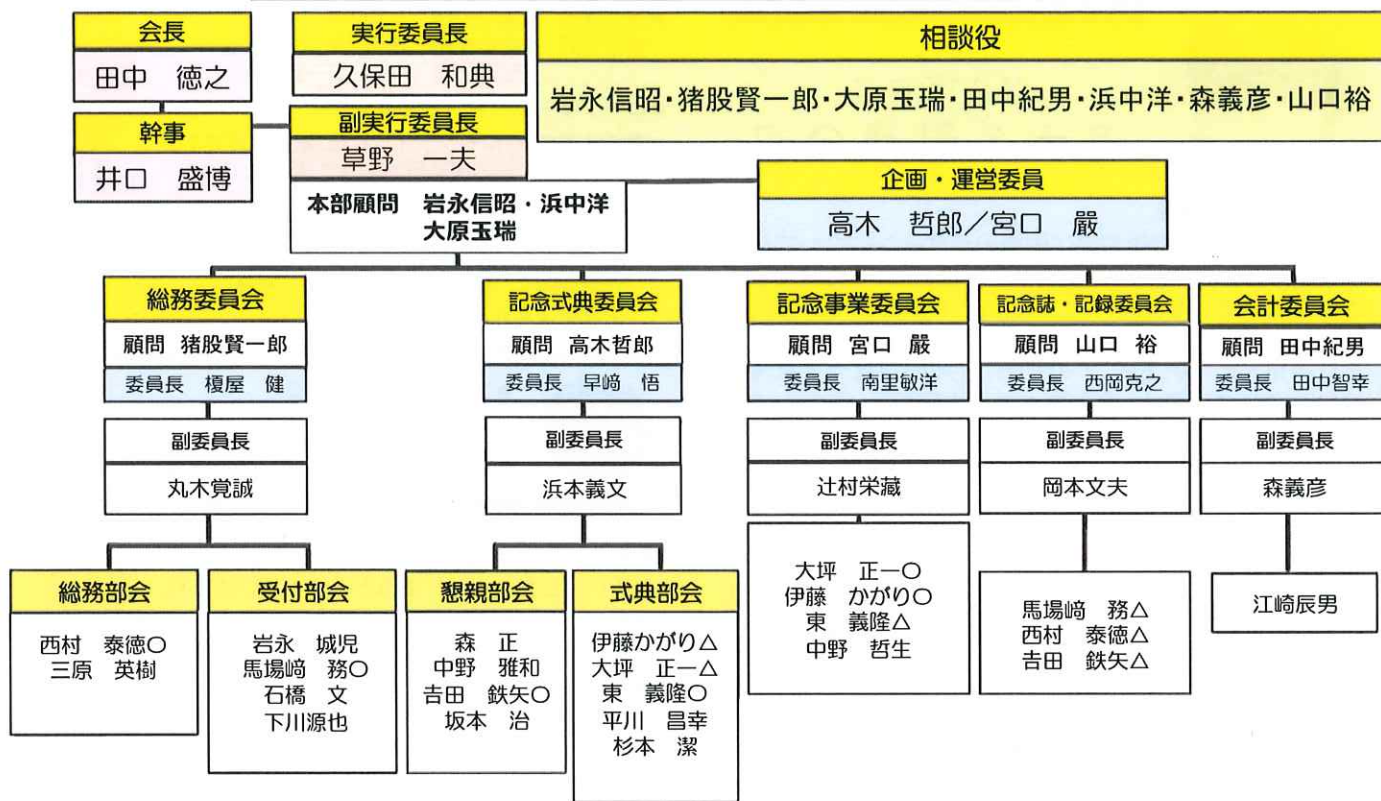 会長
田中 徳之
幹事
井口 盛博
実行委員長
久保田 和典
副実行委員長
草野 一夫
本部顧問 岩永信昭・浜中洋
大原玉瑞
相談役
岩永信昭・猪股賢一郎・大原玉瑞・田中紀男・浜中洋・森義彦・山口裕
企画・運営委員
高木 哲郎／宮口 嚴
総務委員会
顧問 猪股賢一郎
委員長 榎屋 健
副委員長
丸木覚誠
総務部会
西村 泰徳〇
三原 英樹
受付部会
岩永 城児
馬場﨑 務〇
石橋 文
下川源也
記念式典委員会
顧問 高木哲郎
委員長 早﨑 悟
副委員長
浜本義文
懇親部会
森 正
中野 雅和
𠮷田 鉄矢〇
坂本 治
式典部会
伊藤かがり△
大坪 正一△
東 義隆〇
平川 昌幸
杉本 潔
記念事業委員会
顧問 宮口 嚴
委員長 南里敏洋
副委員長
辻村栄蔵
大坪 正一〇
伊藤 かがり〇
東 義隆△
中野 哲生
記念誌・記録委員会
顧問 山口 裕
委員長 西岡克之
副委員長
岡本文夫
馬場﨑 務△
西村 泰徳△
𠮷田 鉄矢△
会計委員会
顧問 田中紀男
委員長 田中智幸
副委員長
森義彦
江崎辰男